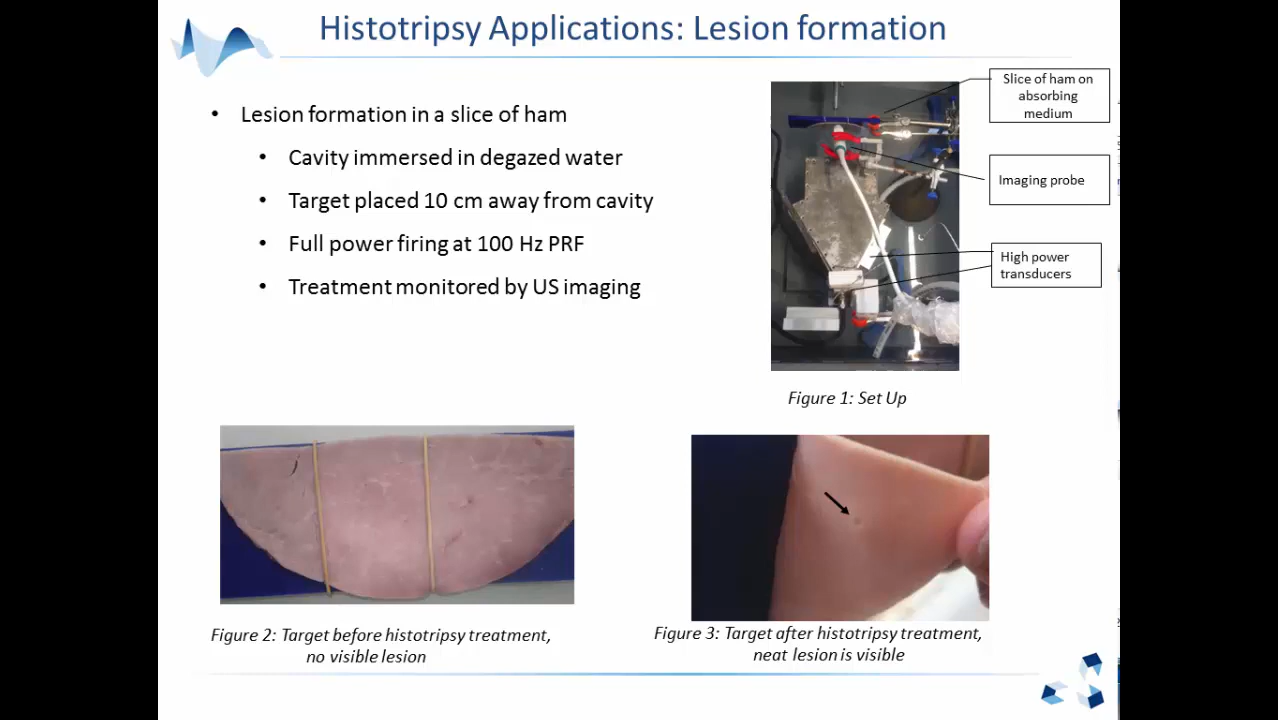 Histotripsy Applications: Lesion formation
• Lesion formation in a slice of ham
• Cavity immersed in degazed water
• Target placed 10 cm away from cavity
• Full power firing at 100 Hz PRF
• Treatment monitored by US imaging
Slice of ham on
absorbing
medium
Imaging probe
High power
transducers
Figure 1: Set Up
Figure 2: Target before histotripsy treatment,
no visible lesion
Figure 3: Target after histotripsy treatment,
neat lesion is visible